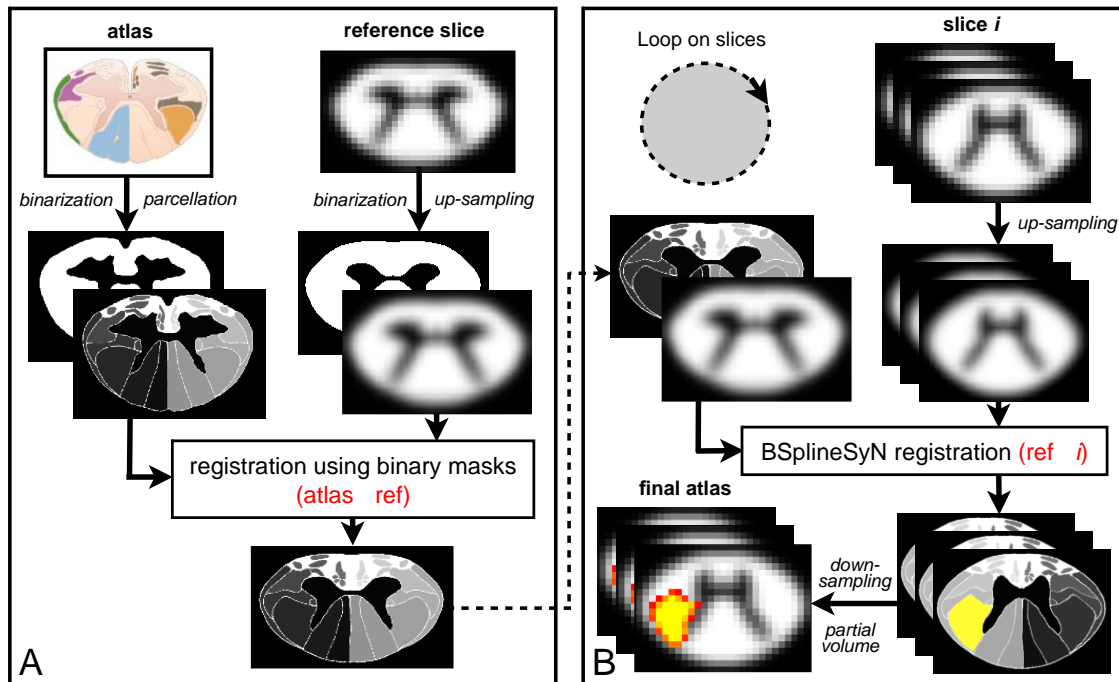 atlas
reference slice
binarization
parcellation
binarization
up-sampling
registration using binary masks
(atlas ref)
A
Loop on slices
slice i
up-sampling
BSplineSyN registration (ref i)
final atlas
down-
sampling
partial
volume
B